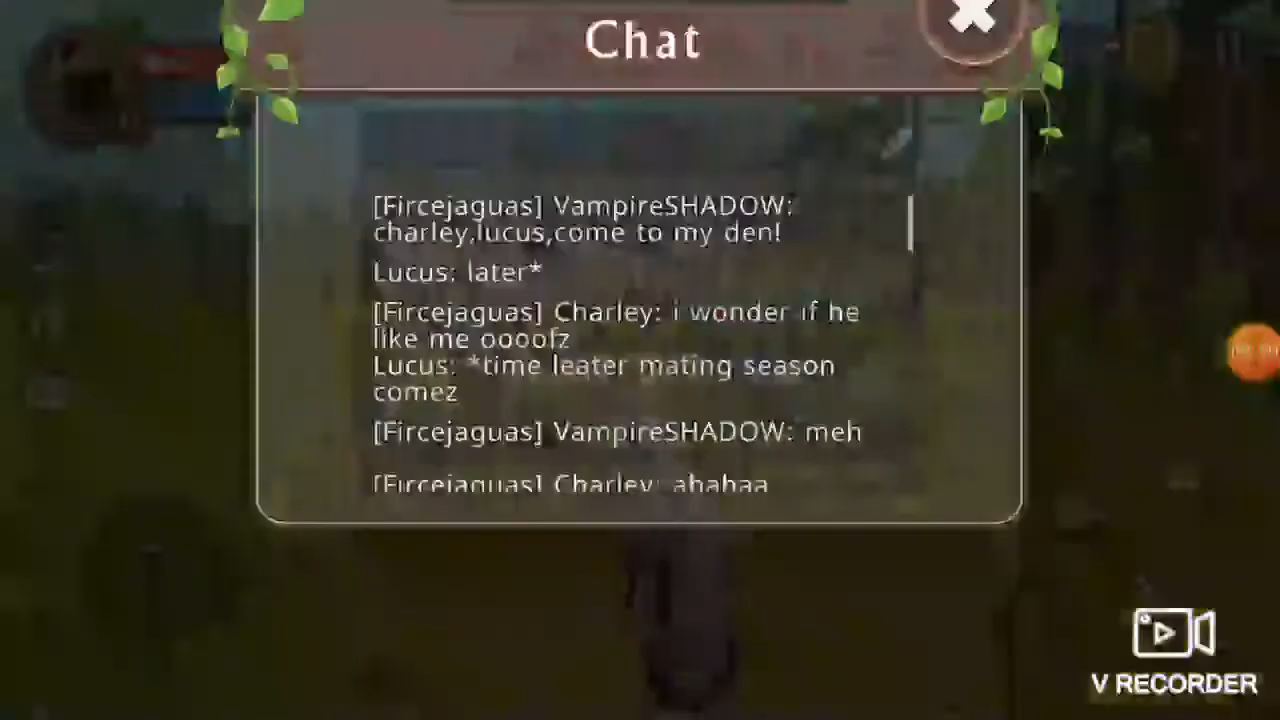 Chat
[Fircejaguas] VampireSHADOW:
charley,lucus,come to my den!
Lucus: later*
[Fircejaguas] Charley: i wonder if he
like me oooofz
Lucus: *time leater mating season
comez
[Fircejaguas] VampireSHADOW: meh
[Fircejaguas] Charley: ahahaa
V RECORDER